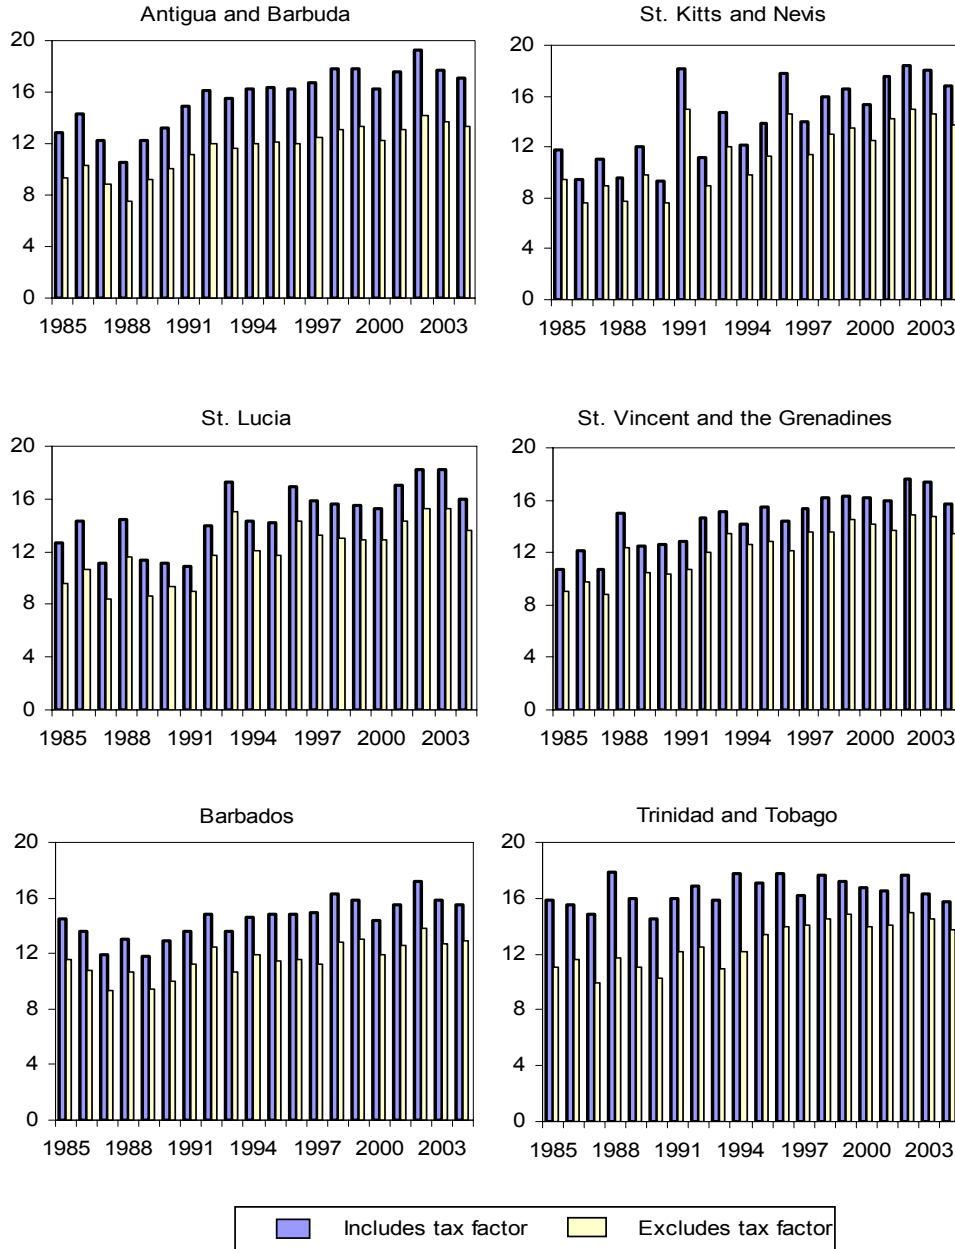 Antigua and Barbuda
20
16
12
8
4
0
1985 1988 1991 1994 1997 2000 2003
St. Kitts and Nevis
20
16
12
8
4
0
1985 1988 1991 1994 1997 2000 2003
St. Lucia
20
16
12
8
4
0
1985 1988 1991 1994 1997 2000 2003
St. Vincent and the Grenadines
20
16
12
8
4
0
1985 1988 1991 1994 1997 2000 2003
Barbados
20
16
12
8
4
0
1985 1988 1991 1994 1997 2000 2003
Trinidad and Tobago
20
16
12
8
4
0
1985 1988 1991 1994 1997 2000 2003
Includes tax factor Excludes tax factor